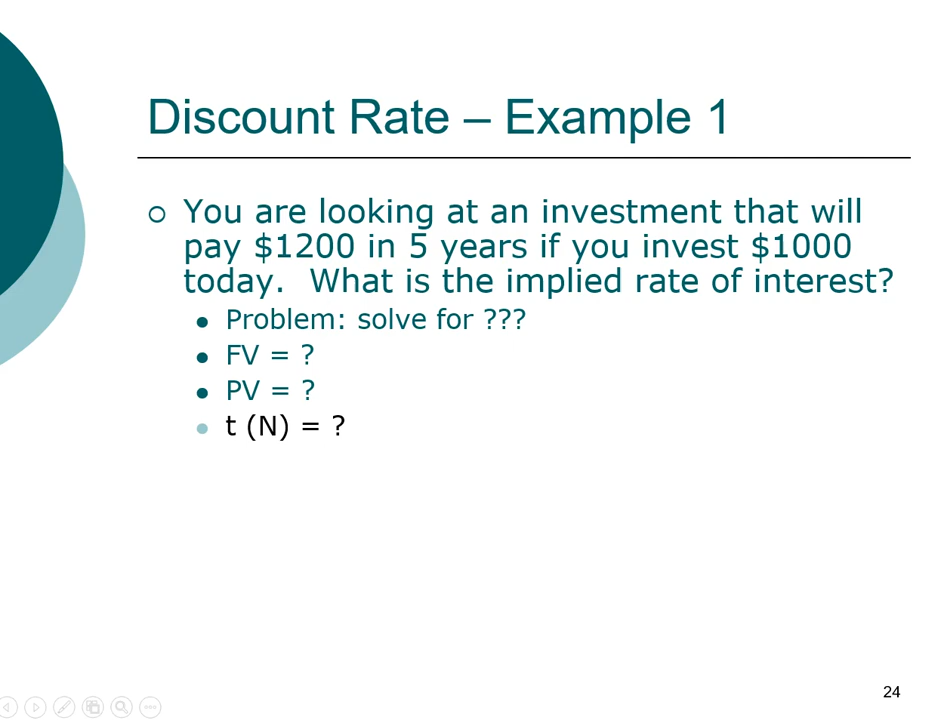 Discount Rate – Example 1
You are looking at an investment that will
pay $1200 in 5 years if you invest $1000
today.  What is the implied rate of interest?
Problem: solve for ???
FV = ?
PV = ?
t (N) = ?
24